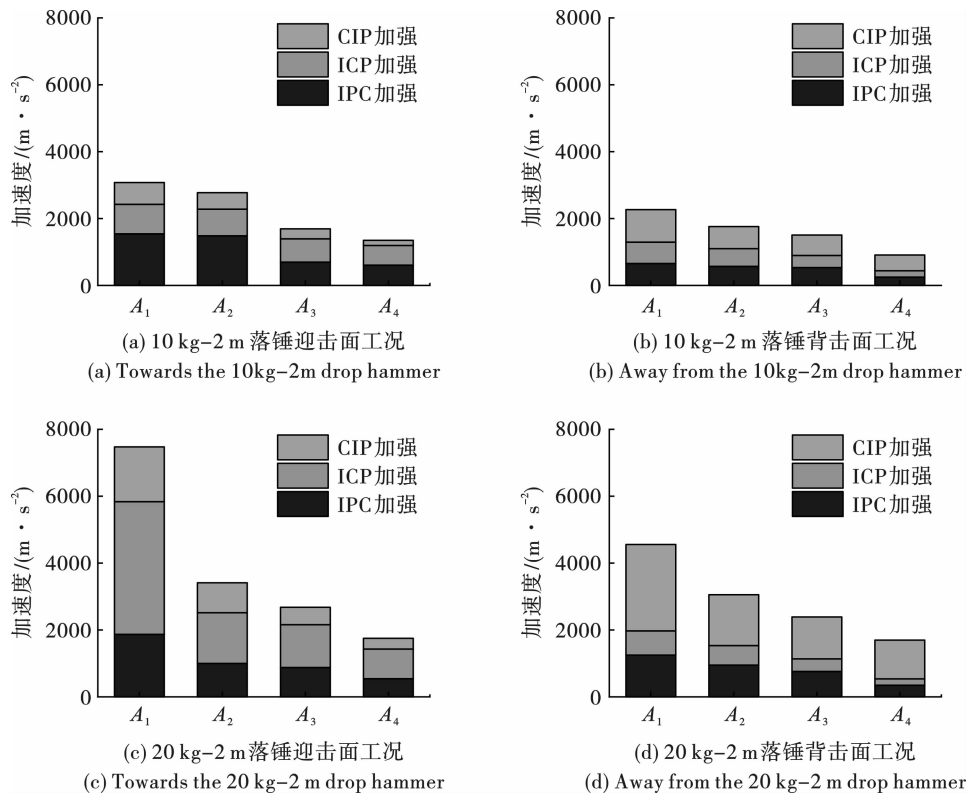 8000
6000
4000
2000
0
加速度/(m·s⁻²)
CIP加强
ICP加强
IPC加强
A₁ A₂ A₃ A₄
(a) 10 kg-2 m 落锤迎击面工况
(a) Towards the 10kg-2m drop hammer
8000
6000
4000
2000
0
加速度/(m·s⁻²)
CIP加强
ICP加强
IPC加强
A₁ A₂ A₃ A₄
(b) 10 kg-2 m 落锤背击面工况
(b) Away from the 10kg-2m drop hammer
8000
6000
4000
2000
0
加速度/(m·s⁻²)
CIP加强
ICP加强
IPC加强
A₁ A₂ A₃ A₄
(c) 20 kg-2 m 落锤迎击面工况
(c) Towards the 20 kg-2 m drop hammer
8000
6000
4000
2000
0
加速度/(m·s⁻²)
CIP加强
ICP加强
IPC加强
A₁ A₂ A₃ A₄
(d) 20 kg-2 m 落锤背击面工况
(d) Away from the 20 kg-2 m drop hammer